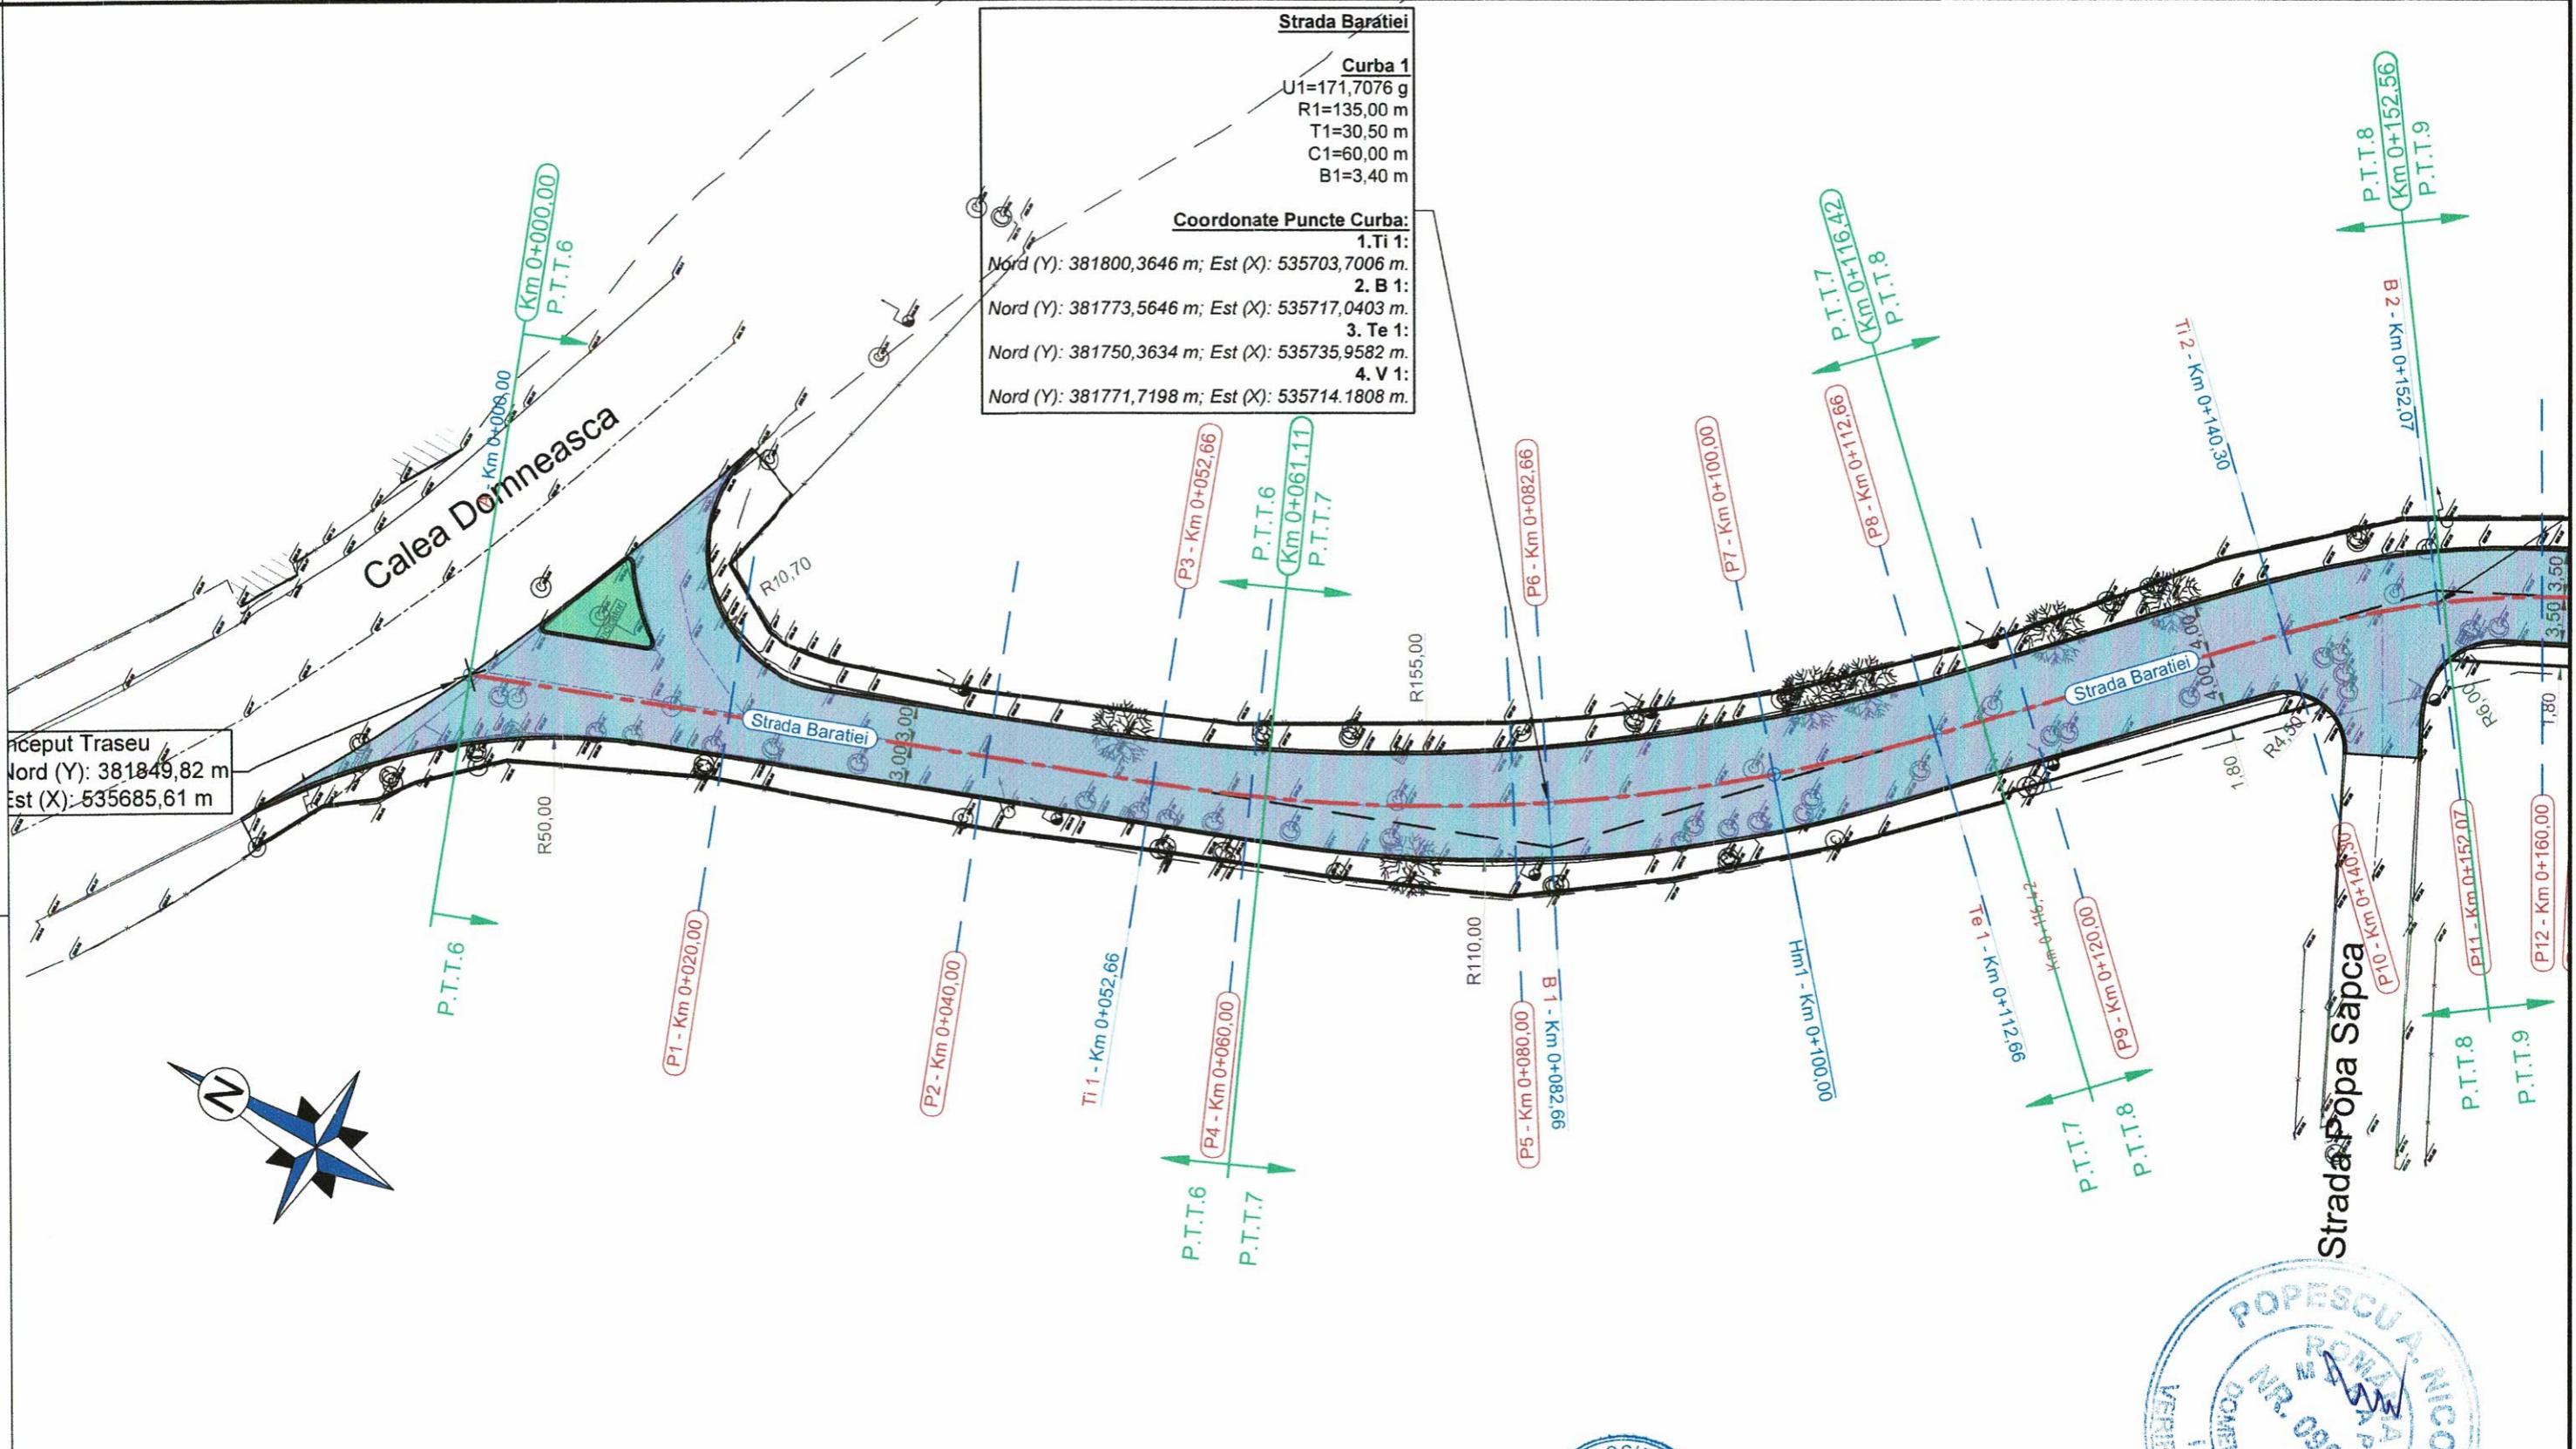 Strada Baratiei
Curba 1
U1=171,7076 g
R1=135,00 m
T1=30,50 m
C1=60,00 m
B1=3,40 m
Coordonate Puncte Curba:
1.Ti 1:
Nord (Y): 381800,3646 m; Est (X): 535703,7006 m.
2. B 1:
Nord (Y): 381773,5646 m; Est (X): 535717,0403 m.
3. Te 1:
Nord (Y): 381750,3634 m; Est (X): 535735,9582 m.
4. V 1:
Nord (Y): 381771,7198 m; Est (X): 535714.1808 m.
Km 0+000,00
P.T.T.6
Km 0+000,00
Calea Domneasca
R10,70
P3 - Km 0+052,66
P.T.T.6
Km 0+061,11
P.T.T.7
P6 - Km 0+082,66
P7 - Km 0+100,00
P8 - Km 0+112,66
P.T.T.7
Km 0+116,42
P.T.T.8
Ti 2 - Km 0+140,30
B 2 - Km 0+152,07
P.T.T.8
Km 0+152,56
P.T.T.9
nceput Traseu
Nord (Y): 381849,82 m
Est (X): 535685,61 m
Strada Baratiei
3,00
3,00
R155,00
Strada Baratiei
4,00
4,00
3,50
3,50
R50,00
R110,00
1,80
R4,50
R6,00
1,80
P.T.T.6
P1 - Km 0+020,00
P2 - Km 0+040,00
Ti 1 - Km 0+052,66
P4 - Km 0+060,00
P.T.T.6
P.T.T.7
P5 - Km 0+080,00
B 1 - Km 0+082,66
Hm1 - Km 0+100,00
Te 1 - Km 0+112,66
Km 0+116,42
P9 - Km 0+120,00
P.T.T.7
P.T.T.8
P10 - Km 0+140,30
Strada Popa Sapca
P11 - Km 0+152,07
P12 - Km 0+160,00
P.T.T.8
P.T.T.9
N
POPESCU A. NICO
ROMANIA